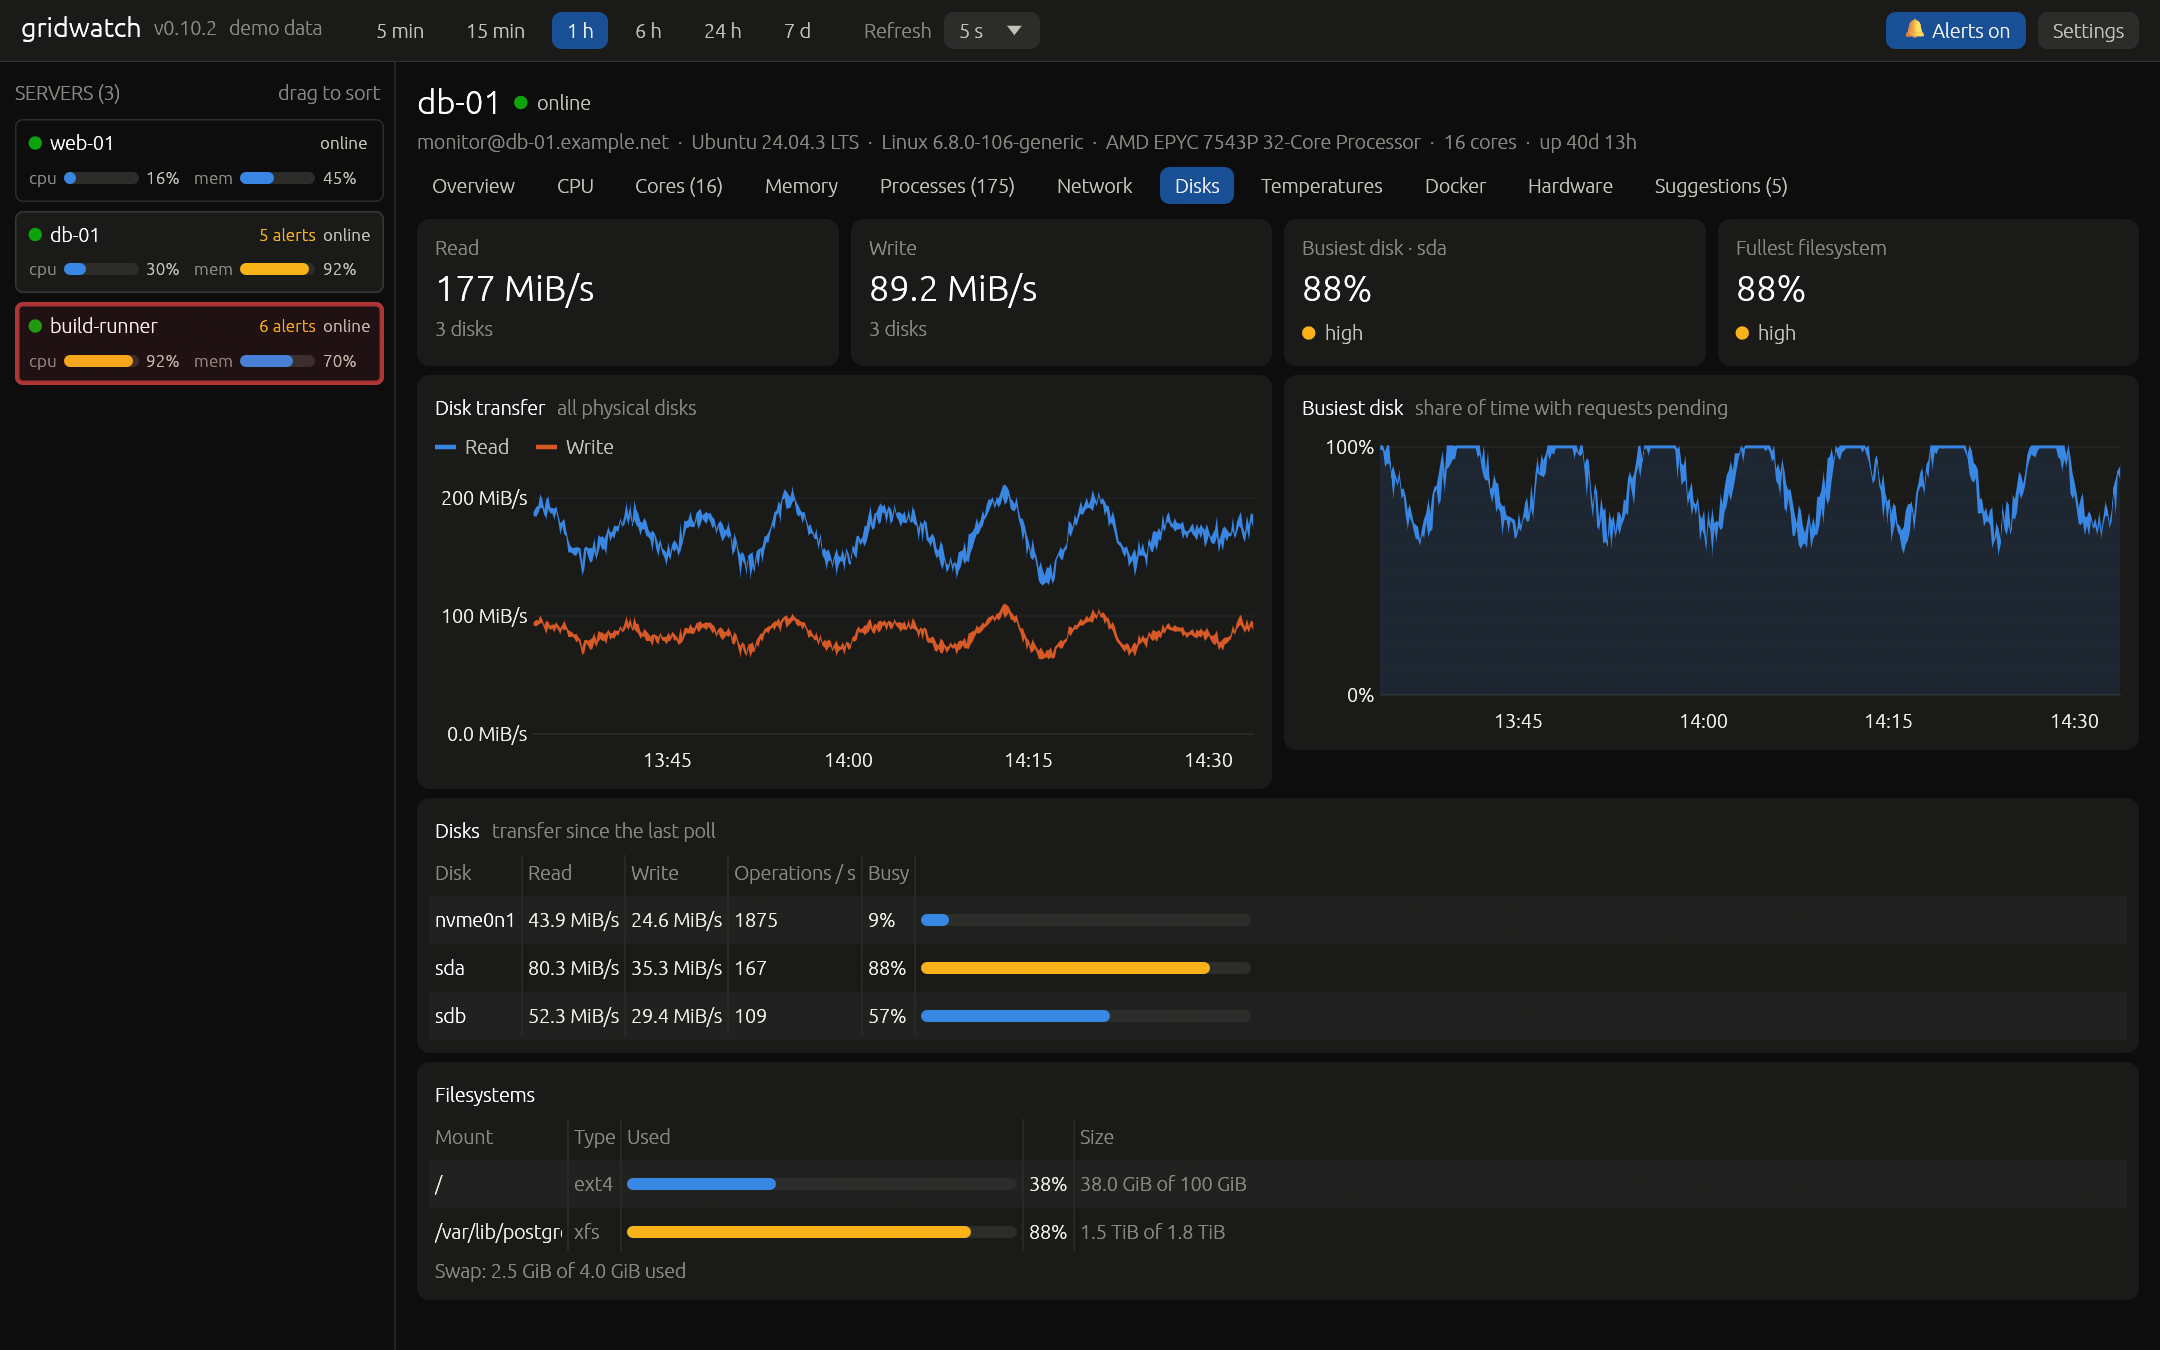 gridwatch v0.10.2 demo data 5 min 15 min 1 h 6 h 24 h 7 d Refresh 5 s Alerts on Settings
SERVERS (3) drag to sort
web-01 online
cpu 16% mem 45%
db-01 5 alerts online
cpu 30% mem 92%
build-runner 6 alerts online
cpu 92% mem 70%
db-01 online
monitor@db-01.example.net · Ubuntu 24.04.3 LTS · Linux 6.8.0-106-generic · AMD EPYC 7543P 32-Core Processor · 16 cores · up 40d 13h
Overview CPU Cores (16) Memory Processes (175) Network Disks Temperatures Docker Hardware Suggestions (5)
Read
177 MiB/s
3 disks
Write
89.2 MiB/s
3 disks
Busiest disk · sda
88%
high
Fullest filesystem
88%
high
Disk transfer all physical disks
Read Write
200 MiB/s
100 MiB/s
0.0 MiB/s
13:45 14:00 14:15 14:30
Busiest disk share of time with requests pending
100%
0%
13:45 14:00 14:15 14:30
Disks transfer since the last poll
Disk Read Write Operations / s Busy
nvme0n1 43.9 MiB/s 24.6 MiB/s 1875 9%
sda 80.3 MiB/s 35.3 MiB/s 167 88%
sdb 52.3 MiB/s 29.4 MiB/s 109 57%
Filesystems
Mount Type Used Size
/ ext4 38% 38.0 GiB of 100 GiB
/var/lib/postgr xfs 88% 1.5 TiB of 1.8 TiB
Swap: 2.5 GiB of 4.0 GiB used